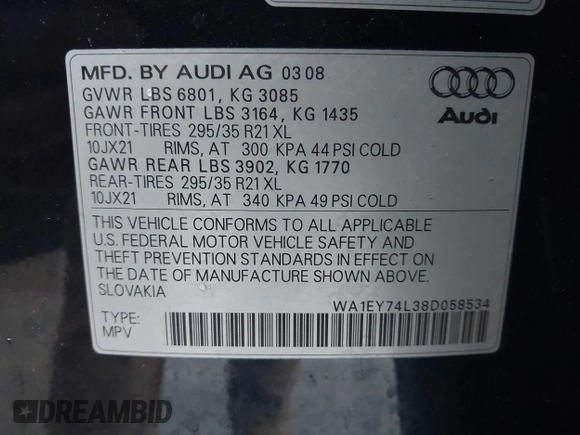 MFD. BY AUDI AG 03 08
GVWR LBS 6801, KG 3085
GAWR FRONT LBS 3164, KG 1435
FRONT-TIRES 295/35 R21 XL
10JX21 RIMS, AT 300 KPA 44 PSI COLD
GAWR REAR LBS 3902, KG 1770
REAR-TIRES 295/35 R21 XL
10JX21 RIMS, AT 340 KPA 49 PSI COLD
Audi
THIS VEHICLE CONFORMS TO ALL APPLICABLE
U.S. FEDERAL MOTOR VEHICLE SAFETY AND
THEFT PREVENTION STANDARDS IN EFFECT ON
THE DATE OF MANUFACTURE SHOWN ABOVE.
SLOVAKIA
WA1EY74L38D058534
TYPE:
MPV
DREAMBID